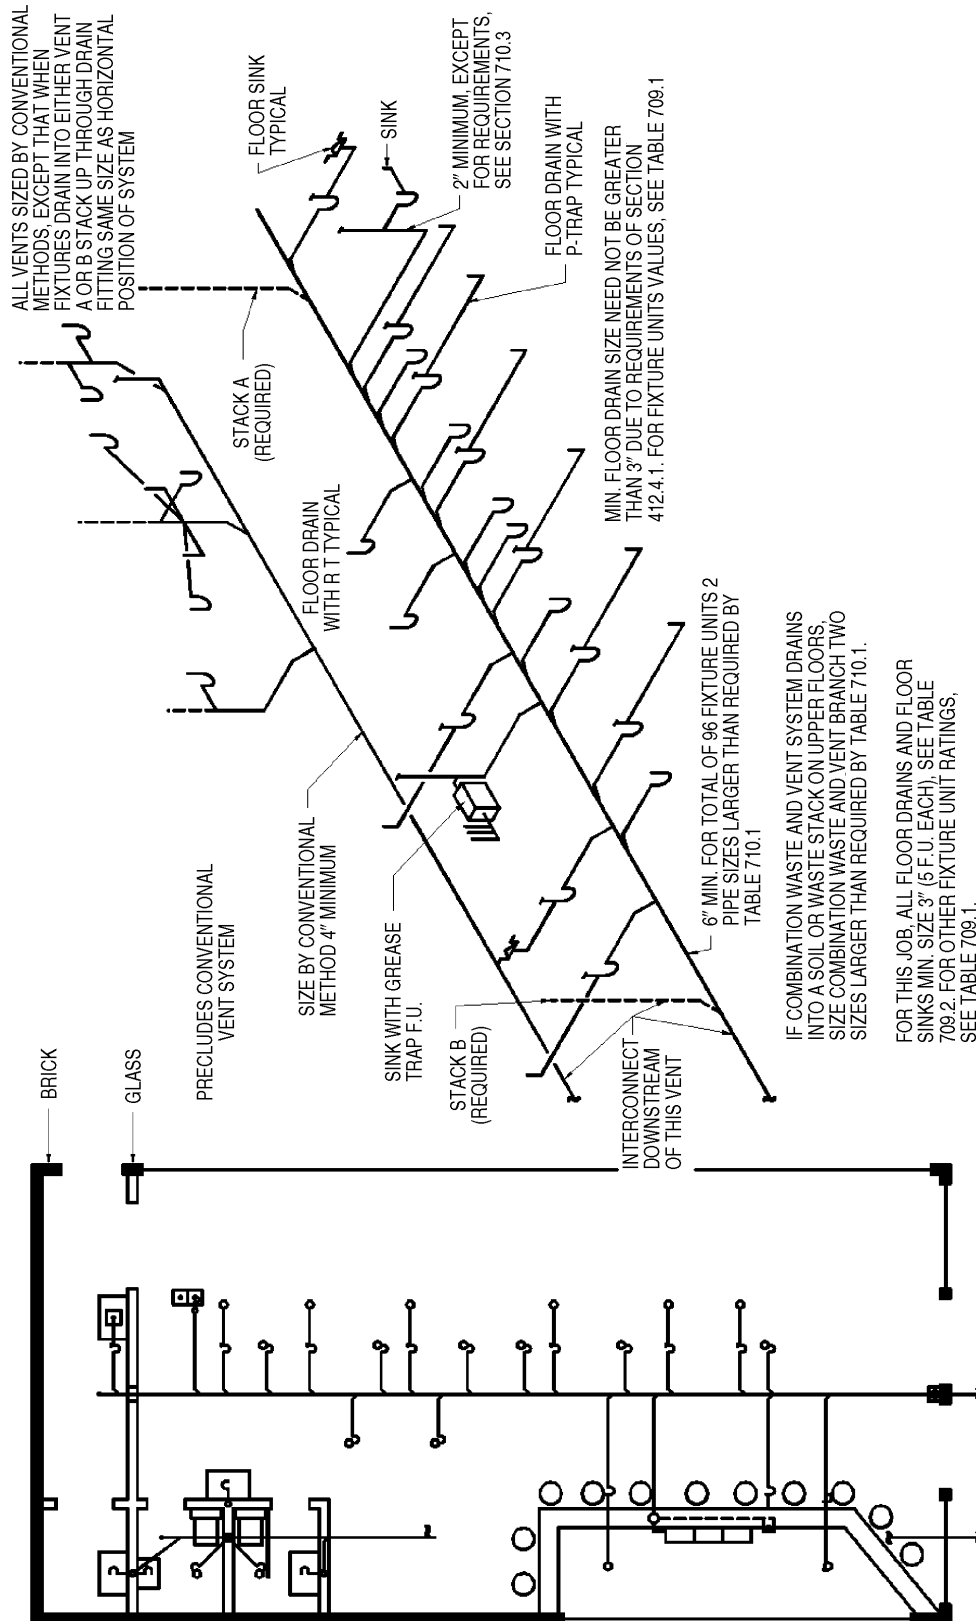 ALL VENTS SIZED BY CONVENTIONAL
METHODS, EXCEPT THAT WHEN
FIXTURES DRAIN INTO EITHER VENT
A OR B STACK UP THROUGH DRAIN
FITTING SAME SIZE AS HORIZONTAL
POSITION OF SYSTEM
FLOOR SINK
TYPICAL
SINK
2" MINIMUM, EXCEPT
FOR REQUIREMENTS,
SEE SECTION 710.3
STACK A
(REQUIRED)
FLOOR DRAIN WITH
P-TRAP TYPICAL
FLOOR DRAIN
WITH R T TYPICAL
MIN. FLOOR DRAIN SIZE NEED NOT BE GREATER
THAN 3" DUE TO REQUIREMENTS OF SECTION
412.4.1. FOR FIXTURE UNITS VALUES, SEE TABLE 709.1
BRICK
GLASS
PRECLUDES CONVENTIONAL
VENT SYSTEM
SIZE BY CONVENTIONAL
METHOD 4" MINIMUM
SINK WITH GREASE
TRAP F.U.
STACK B
(REQUIRED)
INTERCONNECT
DOWNSTREAM
OF THIS VENT
6" MIN. FOR TOTAL OF 96 FIXTURE UNITS 2
PIPE SIZES LARGER THAN REQUIRED BY
TABLE 710.1
IF COMBINATION WASTE AND VENT SYSTEM DRAINS
INTO A SOIL OR WASTE STACK ON UPPER FLOORS,
SIZE COMBINATION WASTE AND VENT BRANCH TWO
SIZES LARGER THAN REQUIRED BY TABLE 710.1.
FOR THIS JOB, ALL FLOOR DRAINS AND FLOOR
SINKS MIN. SIZE 3" (5 F.U. EACH), SEE TABLE
709.2. FOR OTHER FIXTURE UNIT RATINGS,
SEE TABLE 709.1.